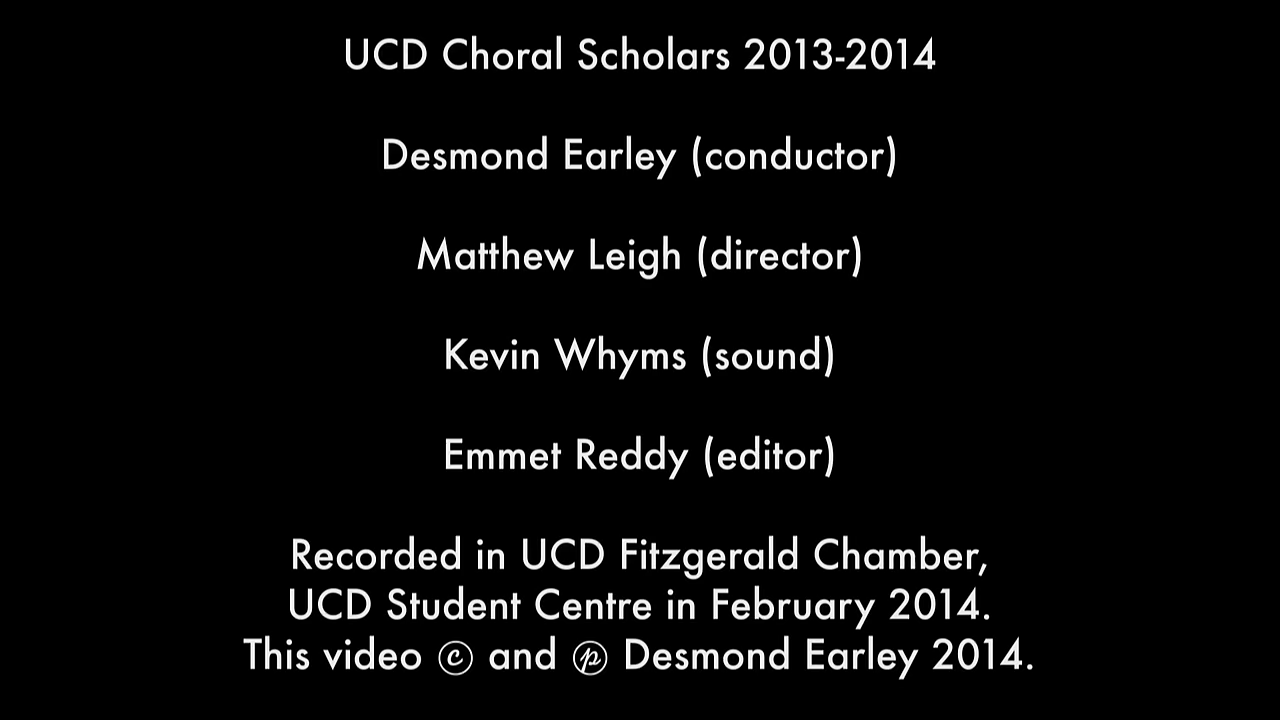 UCD Choral Scholars 2013-2014
Desmond Earley (conductor)
Matthew Leigh (director)
Kevin Whyms (sound)
Emmet Reddy (editor)
Recorded in UCD Fitzgerald Chamber,
UCD Student Centre in February 2014.
This video © and ℗ Desmond Earley 2014.